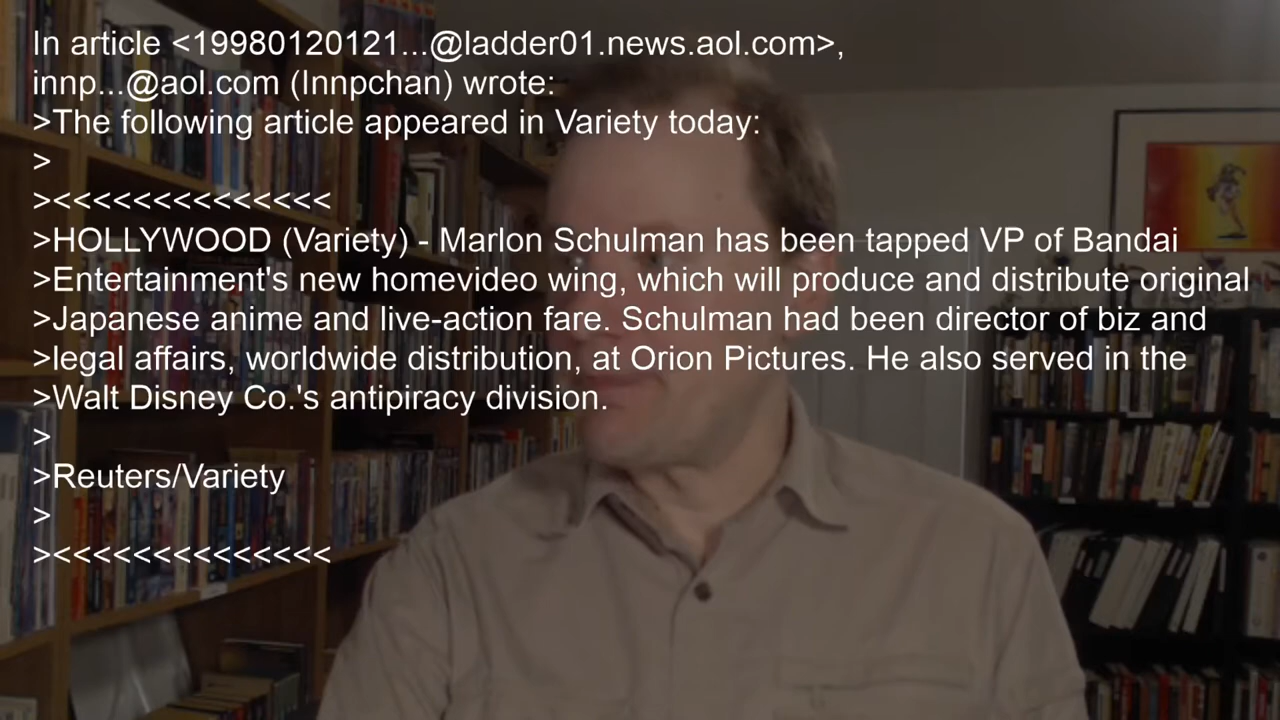 In article <19980120121...@ladder01.news.aol.com>,
innp...@aol.com (Innpchan) wrote:
>The following article appeared in Variety today:
>
><<<<<<<<<<<<<<
>HOLLYWOOD (Variety) - Marlon Schulman has been tapped VP of Bandai
>Entertainment's new homevideo wing, which will produce and distribute original
>Japanese anime and live-action fare. Schulman had been director of biz and
>legal affairs, worldwide distribution, at Orion Pictures. He also served in the
>Walt Disney Co.'s antipiracy division.
>
>Reuters/Variety
>
><<<<<<<<<<<<<<